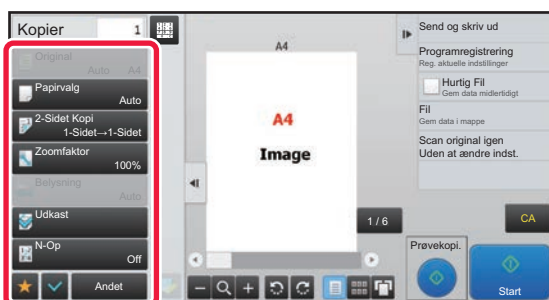 Kopier 1
Original
Auto A4
Papirvalg
Auto
2-Sidet Kopi
1-Sidet→1-Sidet
Zoomfaktor
100%
Belysning
Auto
Udkast
N-Op
Off
Andet
A4
A4
Image
1 / 6
Send og skriv ud
Programregistrering
Reg. aktuelle indstillinger
Hurtig Fil
Gem data midlertidigt
Fil
Gem data i mappe
Scan original igen
Uden at ændre indst.
CA
Prøvekopi.
Start